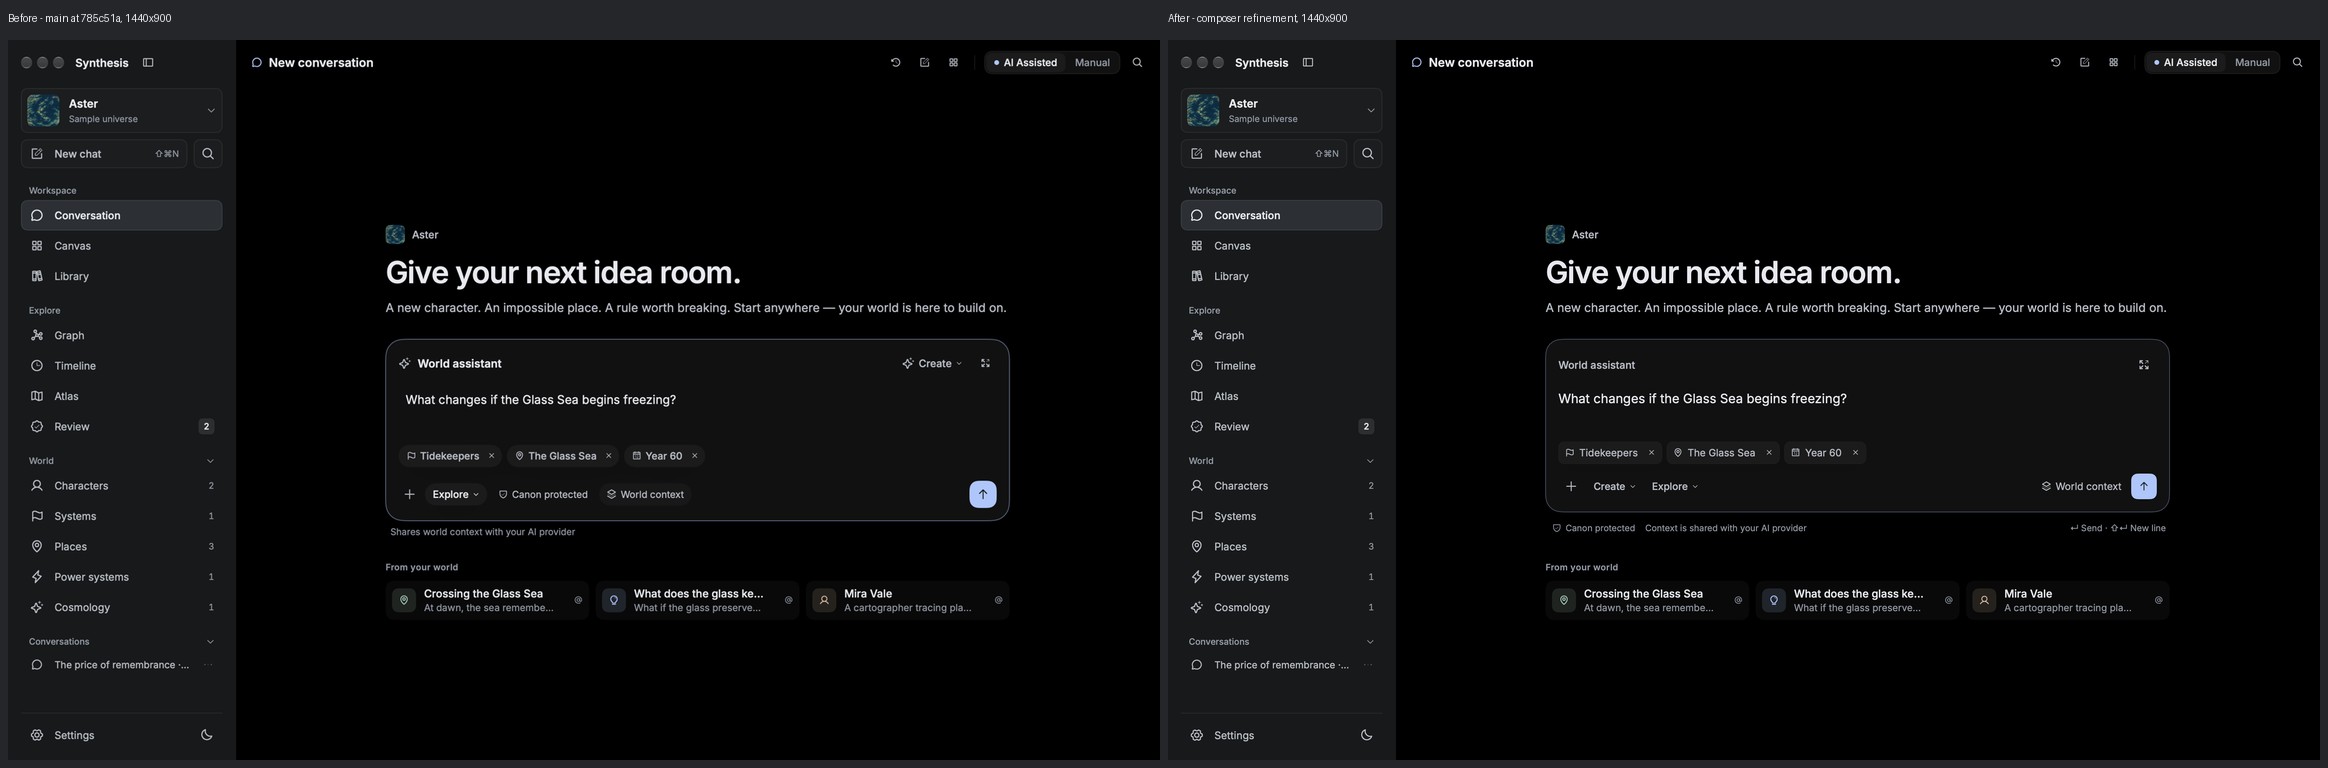 Before - main at 785c51a, 1440x900
Synthesis
New conversation
AI Assisted
Manual
Aster
Sample universe
New chat
⇧⌘N
Workspace
Conversation
Canvas
Library
Explore
Graph
Timeline
Atlas
Review 2
World
Characters 2
Systems 1
Places 3
Power systems 1
Cosmology 1
Conversations
The price of remembrance ·...
Settings
Aster
Give your next idea room.
A new character. An impossible place. A rule worth breaking. Start anywhere — your world is here to build on.
World assistant
Create
What changes if the Glass Sea begins freezing?
Tidekeepers ×
The Glass Sea ×
Year 60 ×
+ Explore
Canon protected
World context
Shares world context with your AI provider
From your world
Crossing the Glass Sea
At dawn, the sea remembe... @
What does the glass ke...
What if the glass preserve... @
Mira Vale
A cartographer tracing pla... @
After - composer refinement, 1440x900
Synthesis
New conversation
AI Assisted
Manual
Aster
Sample universe
New chat
⇧⌘N
Workspace
Conversation
Canvas
Library
Explore
Graph
Timeline
Atlas
Review 2
World
Characters 2
Systems 1
Places 3
Power systems 1
Cosmology 1
Conversations
The price of remembrance ·...
Settings
Aster
Give your next idea room.
A new character. An impossible place. A rule worth breaking. Start anywhere — your world is here to build on.
World assistant
What changes if the Glass Sea begins freezing?
Tidekeepers ×
The Glass Sea ×
Year 60 ×
+ Create
Explore
World context
Canon protected
Context is shared with your AI provider
↵ Send · ⇧↵ New line
From your world
Crossing the Glass Sea
At dawn, the sea remembe... @
What does the glass ke...
What if the glass preserve... @
Mira Vale
A cartographer tracing pla... @